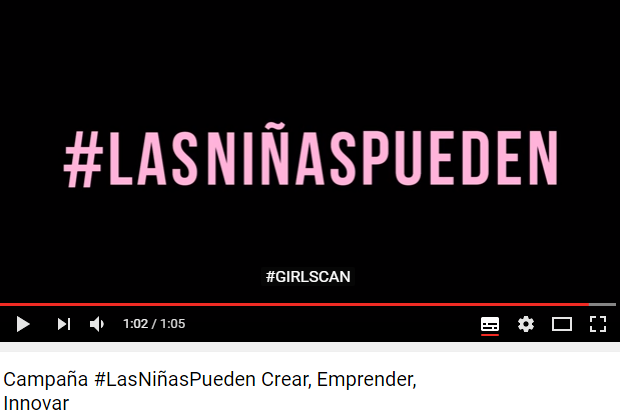 #LASNIÑASPUEDEN
#GIRLSCAN
1:02 / 1:05
Campaña #LasNiñasPueden Crear, Emprender,
Innovar